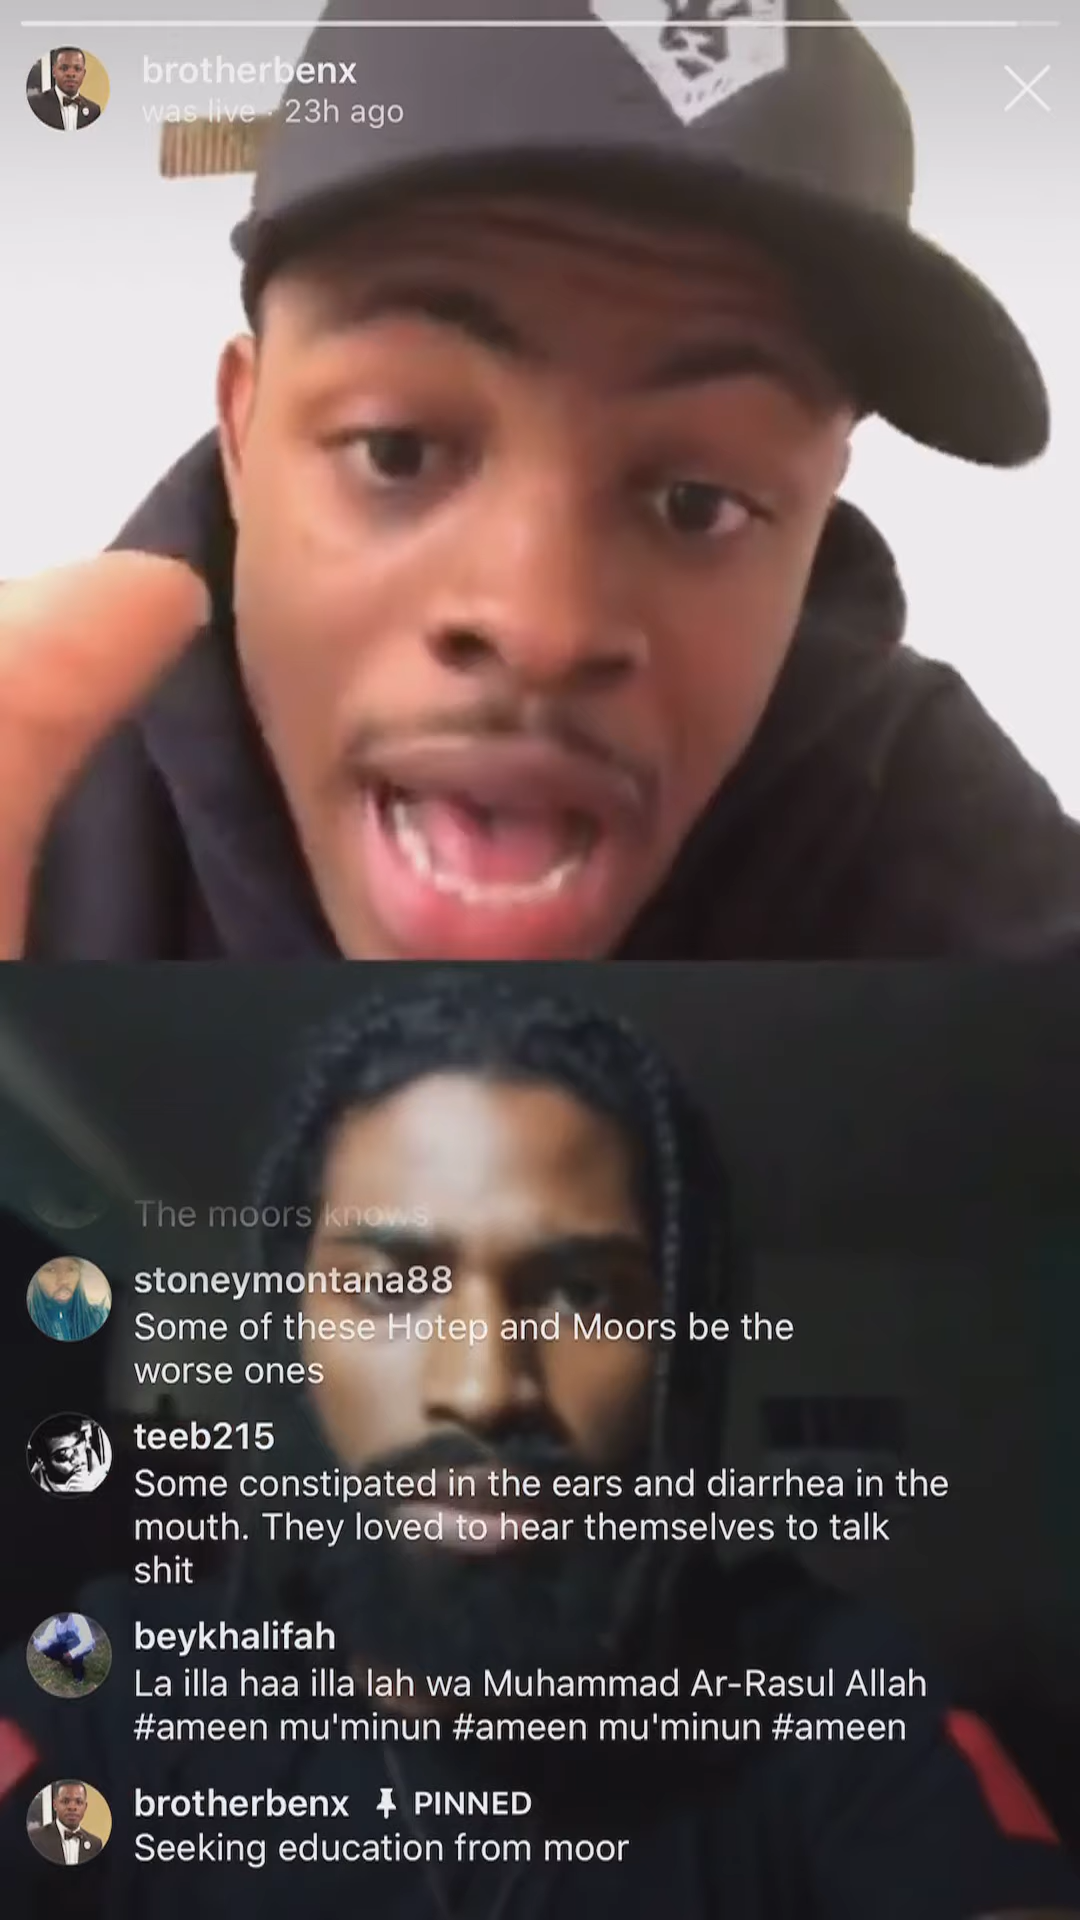 brotherbenx
was live · 23h ago
The moors knows
stoneymontana88
Some of these Hotep and Moors be the
worse ones
teeb215
Some constipated in the ears and diarrhea in the
mouth. They loved to hear themselves to talk
shit
beykhalifah
La illa haa illa lah wa Muhammad Ar-Rasul Allah
#ameen mu'minun #ameen mu'minun #ameen
brotherbenx PINNED
Seeking education from moor